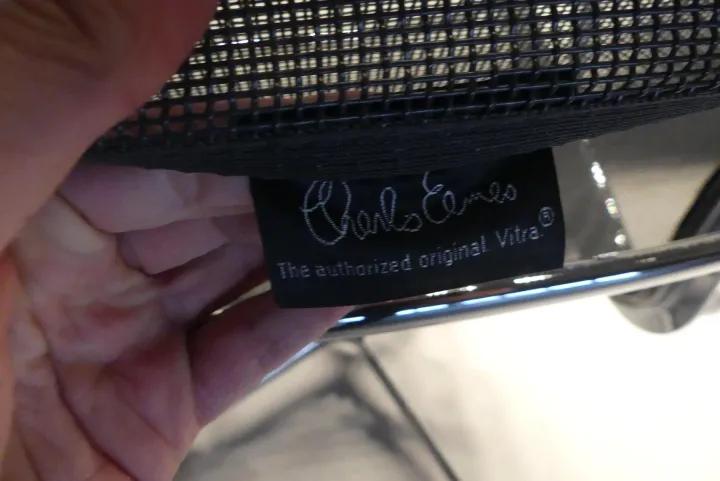 Charles Eames
The authorized original. Vitra.®